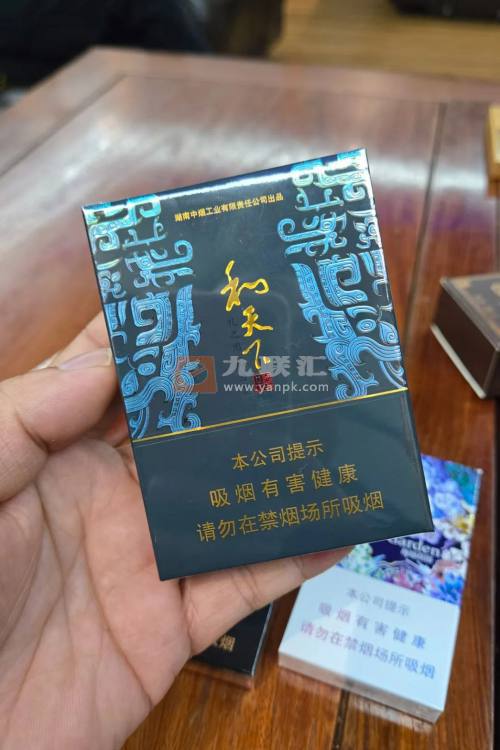 湖南中烟工业有限责任公司出品
和天下
九联汇
www.yanpk.com
本公司提示
吸烟有害健康
请勿在禁烟场所吸烟
Garden
本公司提示
吸烟有害健康
请勿在禁烟场所吸烟
吸烟